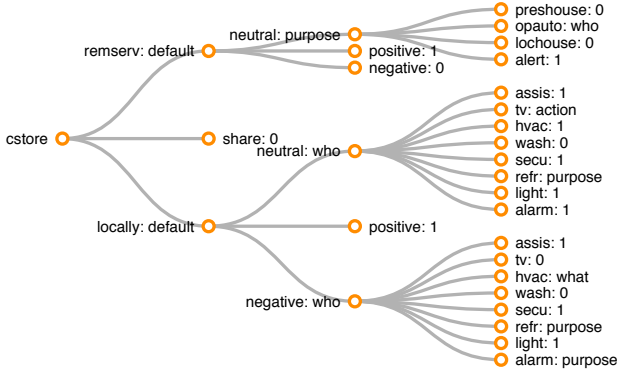 cstore
remserv: default
neutral: purpose
preshouse: 0
opauto: who
lochouse: 0
alert: 1
positive: 1
negative: 0
share: 0
locally: default
neutral: who
assis: 1
tv: action
hvac: 1
wash: 0
secu: 1
refr: purpose
light: 1
alarm: 1
positive: 1
negative: who
assis: 1
tv: 0
hvac: what
wash: 0
secu: 1
refr: purpose
light: 1
alarm: purpose